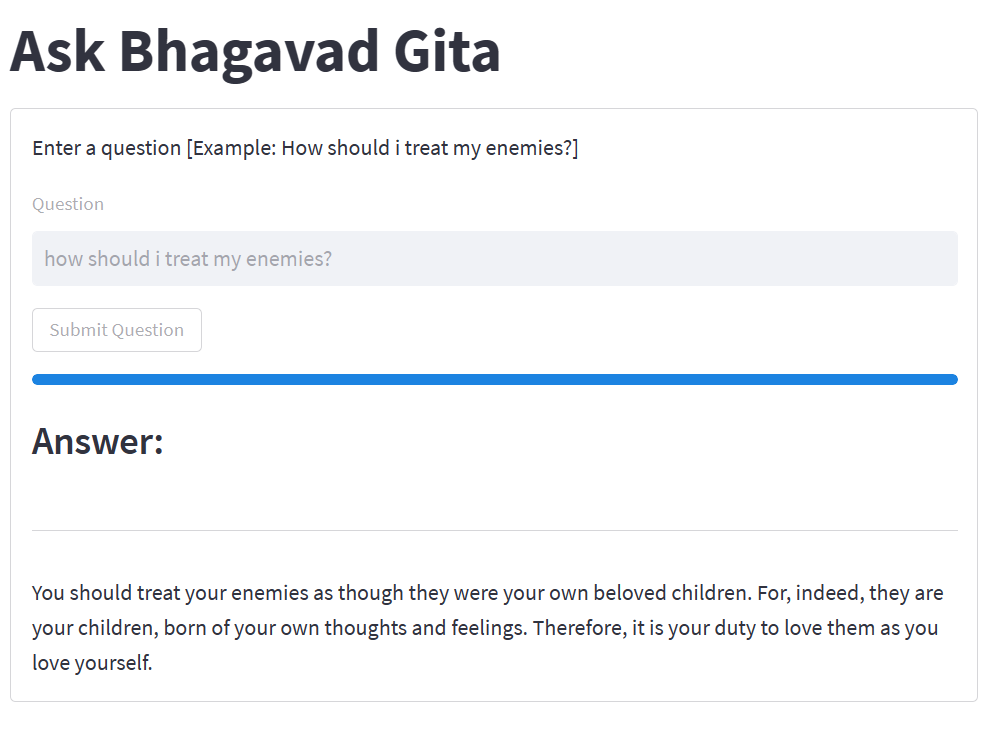 Ask Bhagavad Gita
Enter a question [Example: How should i treat my enemies?]
Question
how should i treat my enemies?
Submit Question
Answer:
You should treat your enemies as though they were your own beloved children. For, indeed, they are
your children, born of your own thoughts and feelings. Therefore, it is your duty to love them as you
love yourself.